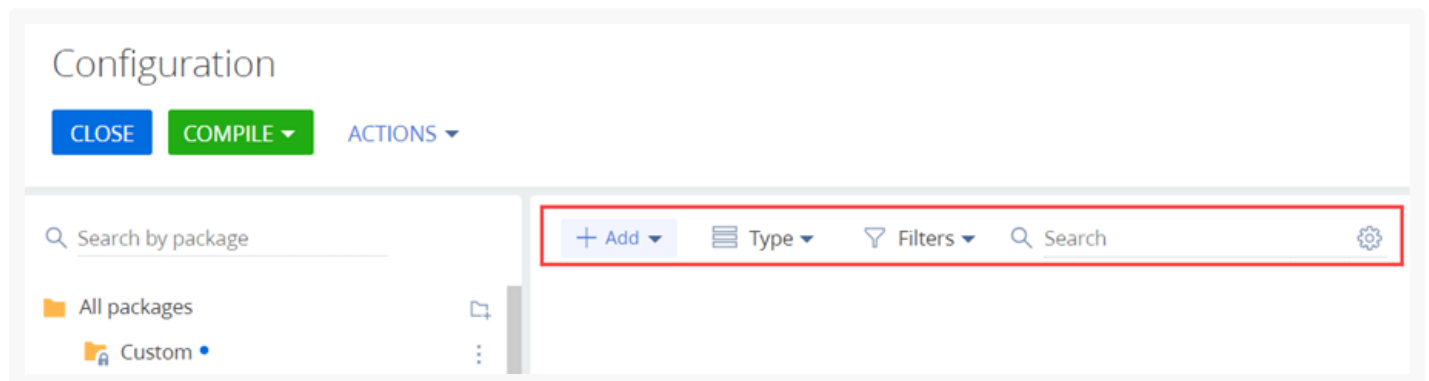 Configuration
CLOSE COMPILE ACTIONS
Search by package
Add Type Filters Search
All packages
Custom